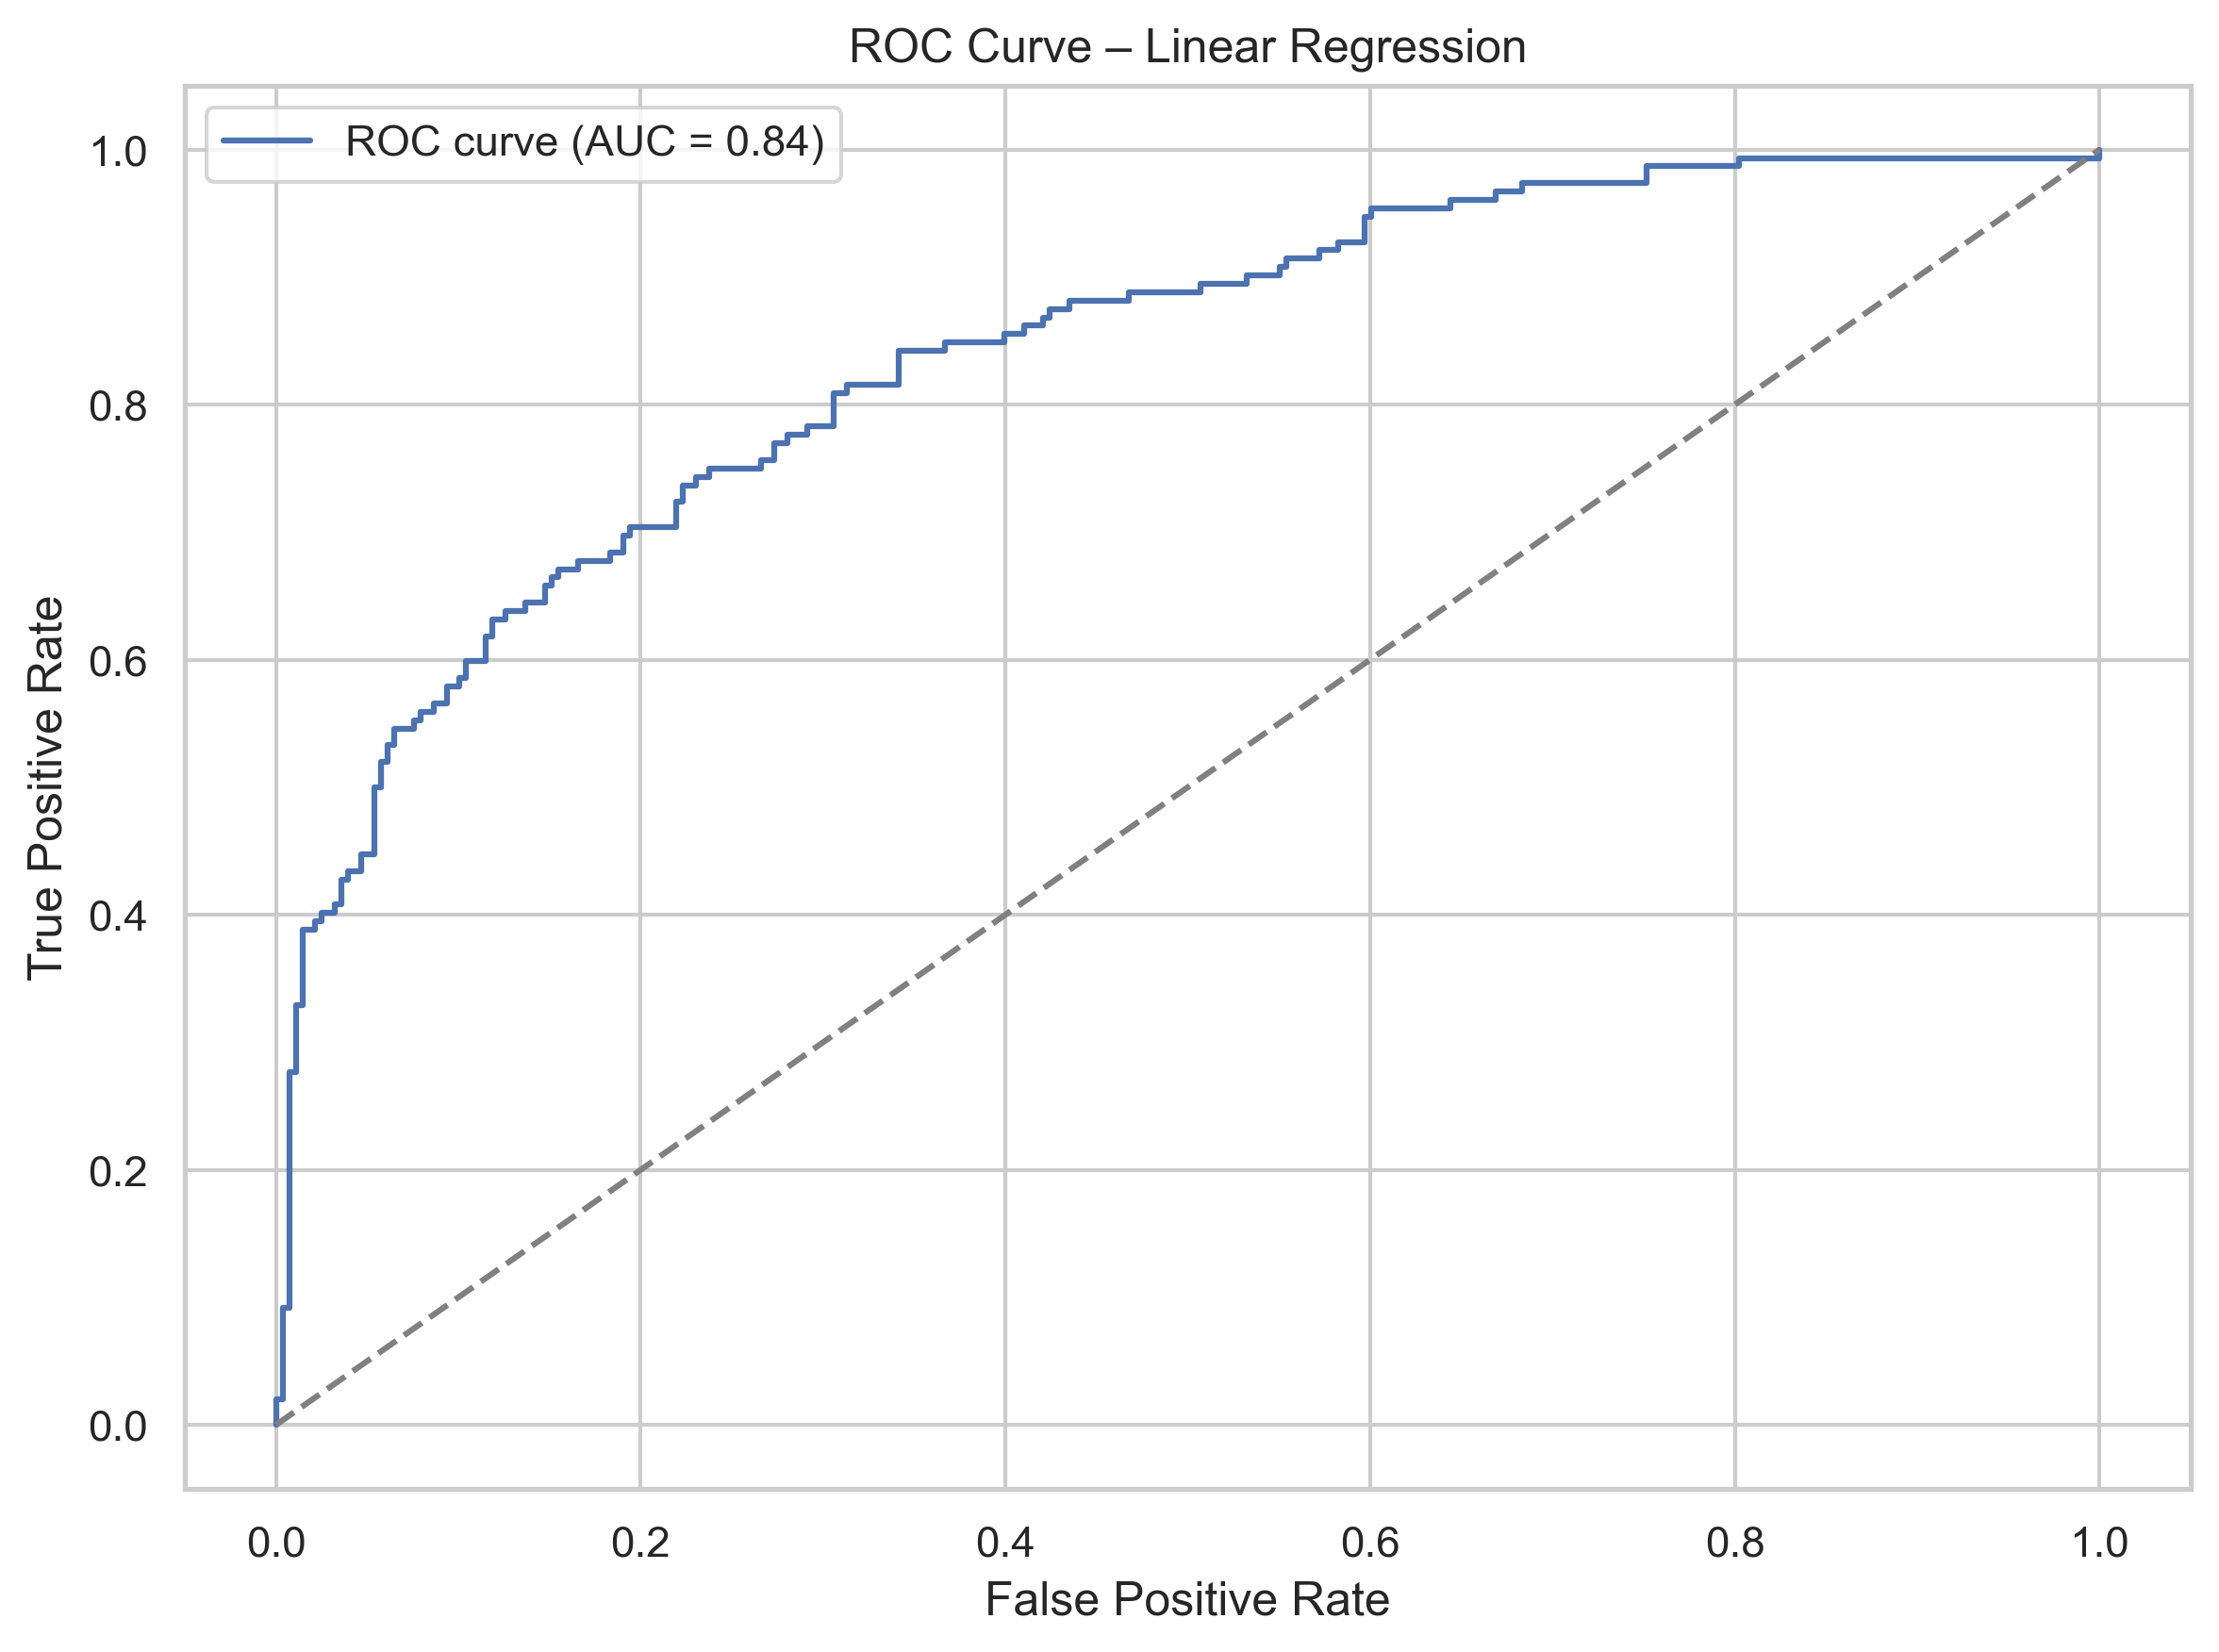 ROC Curve – Linear Regression
ROC curve (AUC = 0.84)
True Positive Rate
1.0
0.8
0.6
0.4
0.2
0.0
0.0 0.2 0.4 0.6 0.8 1.0
False Positive Rate